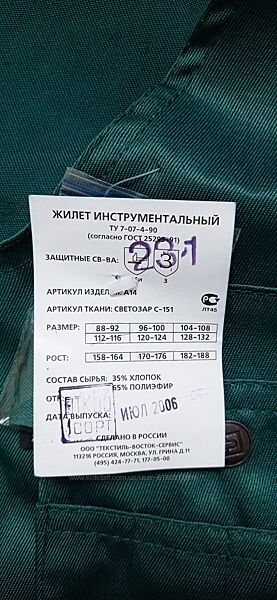 ЖИЛЕТ ИНСТРУМЕНТАЛЬНЫЙ
ТУ 7-07-4-90
(согласно ГОСТ 91)
ЗАЩИТНЫЕ СВ-ВА:
231
З
АРТИКУЛ ИЗДЕЛ А14
АРТИКУЛ ТКАНИ: СВЕТОЗАР С-151
ЛТ45
РАЗМЕР: 88-92 96-100 104-108
112-116 120-124 128-132
РОСТ: 158-164 170-176 182-188
СОСТАВ СЫРЬЯ: 35% ХЛОПОК
65% ПОЛИЭФИР
ДАТА ВЫПУСКА: ИЮЛ 2006
СОРТ
СДЕЛАНО В РОССИИ
ООО "ТЕКСТИЛЬ-ВОСТОК-СЕРВИС"
113216 РОССИЯ, МОСКВА, УЛ. ГРИНА Д.11
(495) 424-77-71, 177-05-00